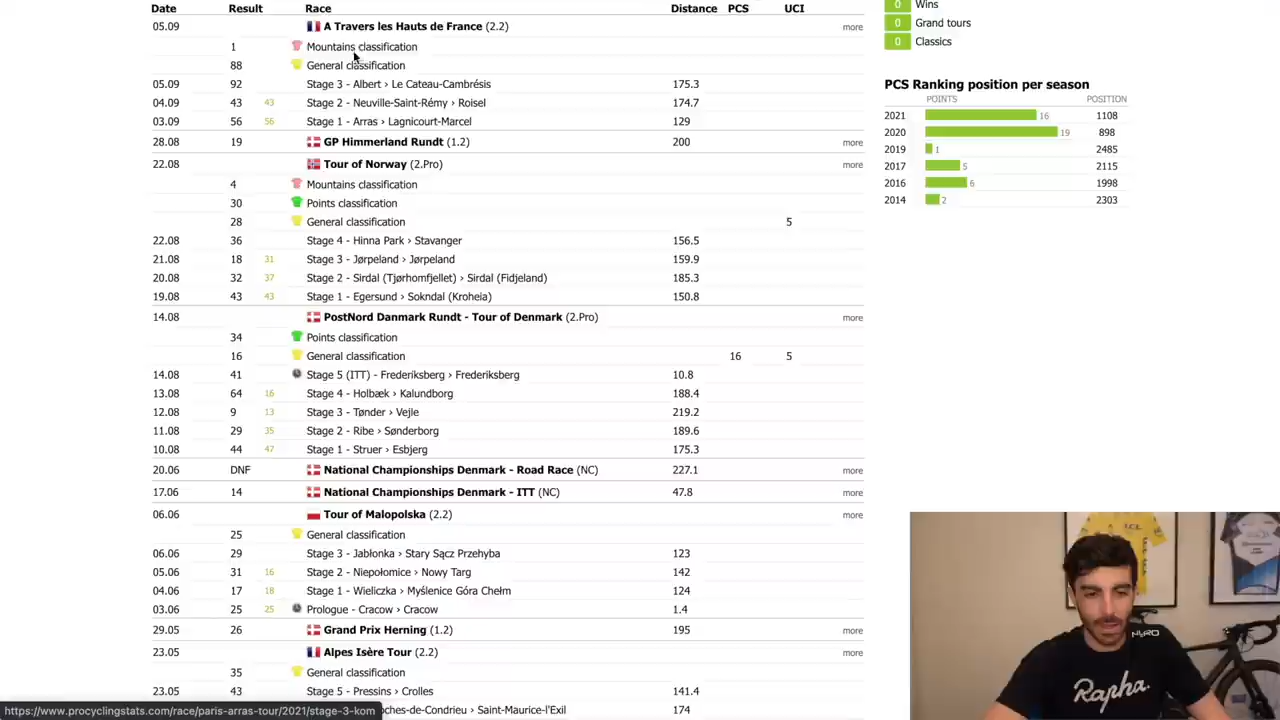 Date Result Race Distance PCS UCI
05.09 A Travers les Hauts de France (2.2) more
1 Mountains classification
88 General classification
05.09 92 Stage 3 - Albert › Le Cateau-Cambrésis 175.3
04.09 43 43 Stage 2 - Neuville-Saint-Rémy › Roisel 174.7
03.09 56 56 Stage 1 - Arras › Lagnicourt-Marcel 129
28.08 19 GP Himmerland Rundt (1.2) 200 more
22.08 Tour of Norway (2.Pro) more
4 Mountains classification
30 Points classification
28 General classification 5
22.08 36 Stage 4 - Hinna Park › Stavanger 156.5
21.08 18 31 Stage 3 - Jørpeland › Jørpeland 159.9
20.08 32 37 Stage 2 - Sirdal (Tjørhomfjellet) › Sirdal (Fidjeland) 185.3
19.08 43 43 Stage 1 - Egersund › Sokndal (Kroheia) 150.8
14.08 PostNord Danmark Rundt - Tour of Denmark (2.Pro) more
34 Points classification
16 General classification 16 5
14.08 41 Stage 5 (ITT) - Frederiksberg › Frederiksberg 10.8
13.08 64 16 Stage 4 - Holbæk › Kalundborg 188.4
12.08 9 13 Stage 3 - Tønder › Vejle 219.2
11.08 29 35 Stage 2 - Ribe › Sønderborg 189.6
10.08 44 47 Stage 1 - Struer › Esbjerg 175.3
20.06 DNF National Championships Denmark - Road Race (NC) 227.1 more
17.06 14 National Championships Denmark - ITT (NC) 47.8 more
06.06 Tour of Malopolska (2.2) more
25 General classification
06.06 29 Stage 3 - Jabłonka › Stary Sącz Przehyba 123
05.06 31 16 Stage 2 - Niepołomice › Nowy Targ 142
04.06 17 18 Stage 1 - Wieliczka › Myślenice Góra Chełm 124
03.06 25 25 Prologue - Cracow › Cracow 1.4
29.05 26 Grand Prix Herning (1.2) 195 more
23.05 Alpes Isère Tour (2.2) more
35 General classification
23.05 43 Stage 5 - Pressins › Crolles 141.4
oches-de-Condrieu › Saint-Maurice-l'Exil 174
https://www.procyclingstats.com/race/paris-arras-tour/2021/stage-3-kom
0 Wins
0 Grand tours
0 Classics
PCS Ranking position per season
POINTS POSITION
2021 16 1108
2020 19 898
2019 1 2485
2017 5 2115
2016 6 1998
2014 2 2303
LCL
NYRO
Rapha.